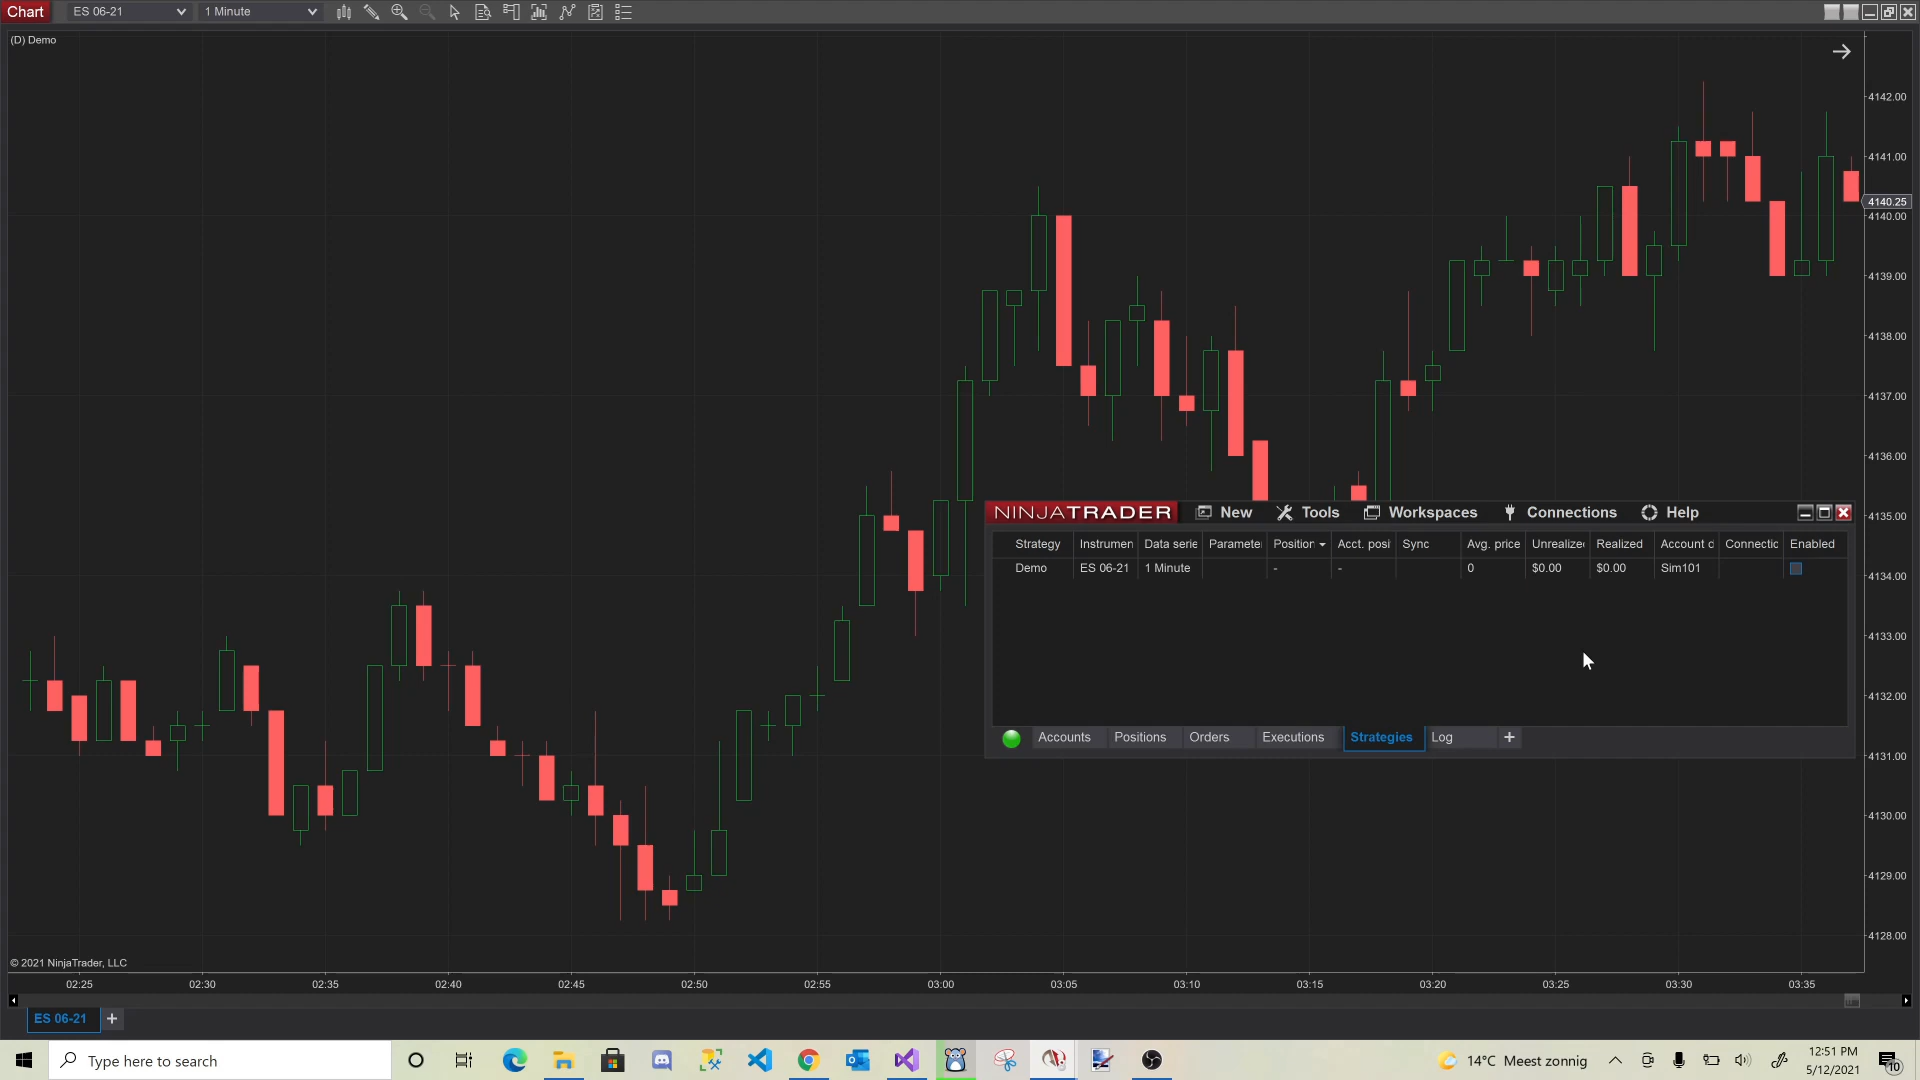 Chart ES 06-21 1 Minute
(D) Demo
4142.00
4141.00
4140.25
4140.00
4139.00
4138.00
4137.00
4136.00
4135.00
4134.00
4133.00
4132.00
4131.00
4130.00
4129.00
4128.00
NINJATRADER New Tools Workspaces Connections Help
Strategy Instrumen Data serie Paramete Position Acct. posi Sync Avg. price Unrealize Realized Account d Connectic Enabled
Demo ES 06-21 1 Minute - - 0 $0.00 $0.00 Sim101
Accounts Positions Orders Executions Strategies Log +
© 2021 NinjaTrader, LLC
02:25 02:30 02:35 02:40 02:45 02:50 02:55 03:00 03:05 03:10 03:15 03:20 03:25 03:30 03:35
ES 06-21 +
Type here to search
14°C Meest zonnig
12:51 PM
5/12/2021
10